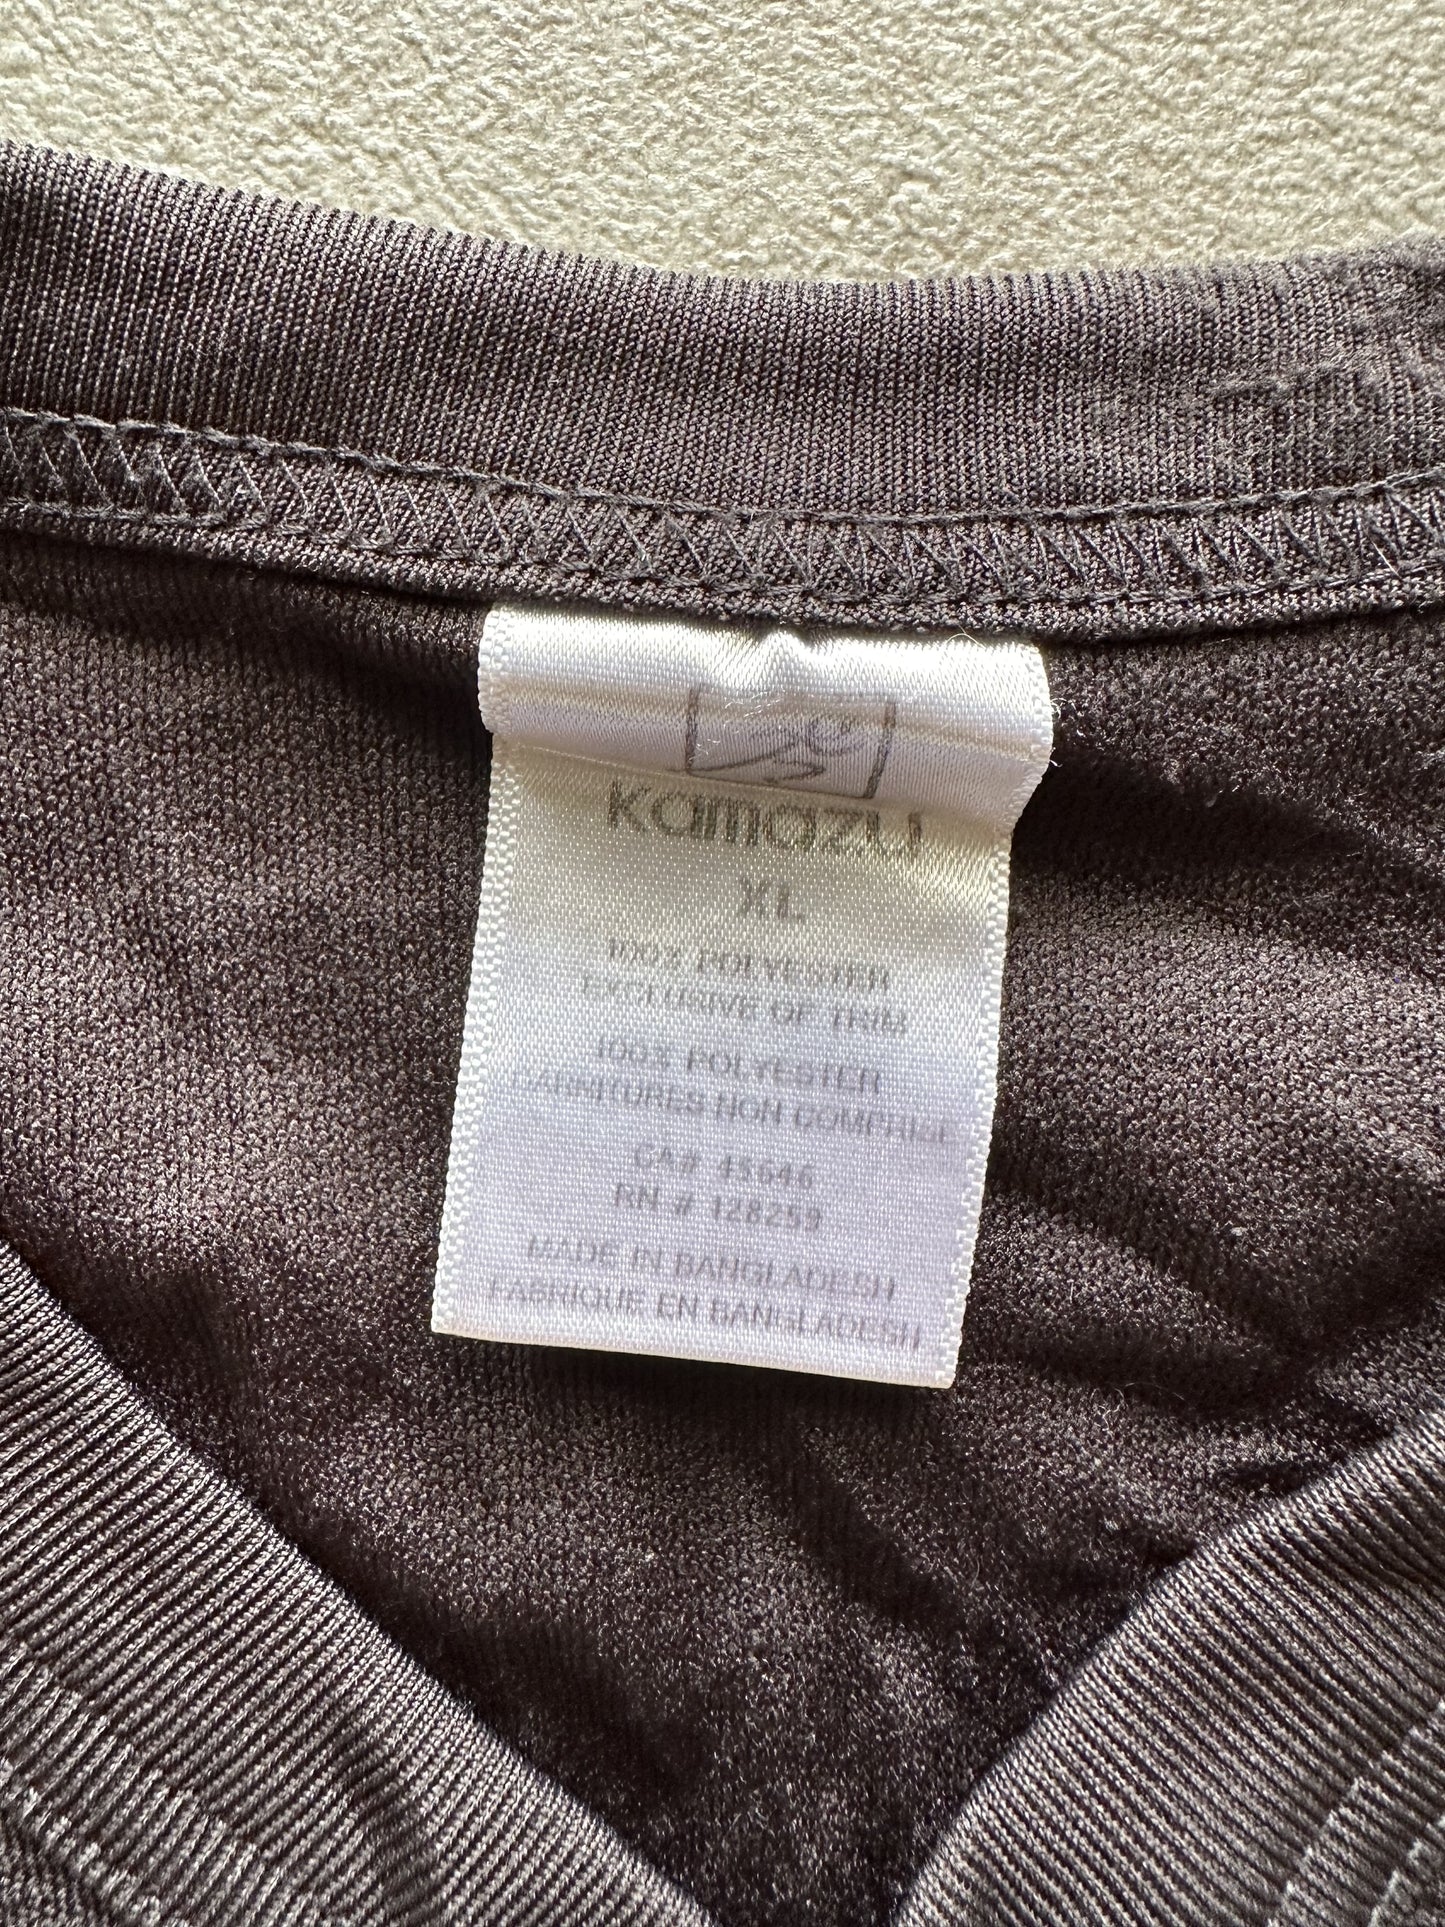 kamazu
XL
100% POLYESTER
EXCLUSIVE OF TRIM
100% POLYESTER
GARNITURES NON COMPRISE
CA# 45646
RN # 128259
MADE IN BANGLADESH
FABRIQUE EN BANGLADESH